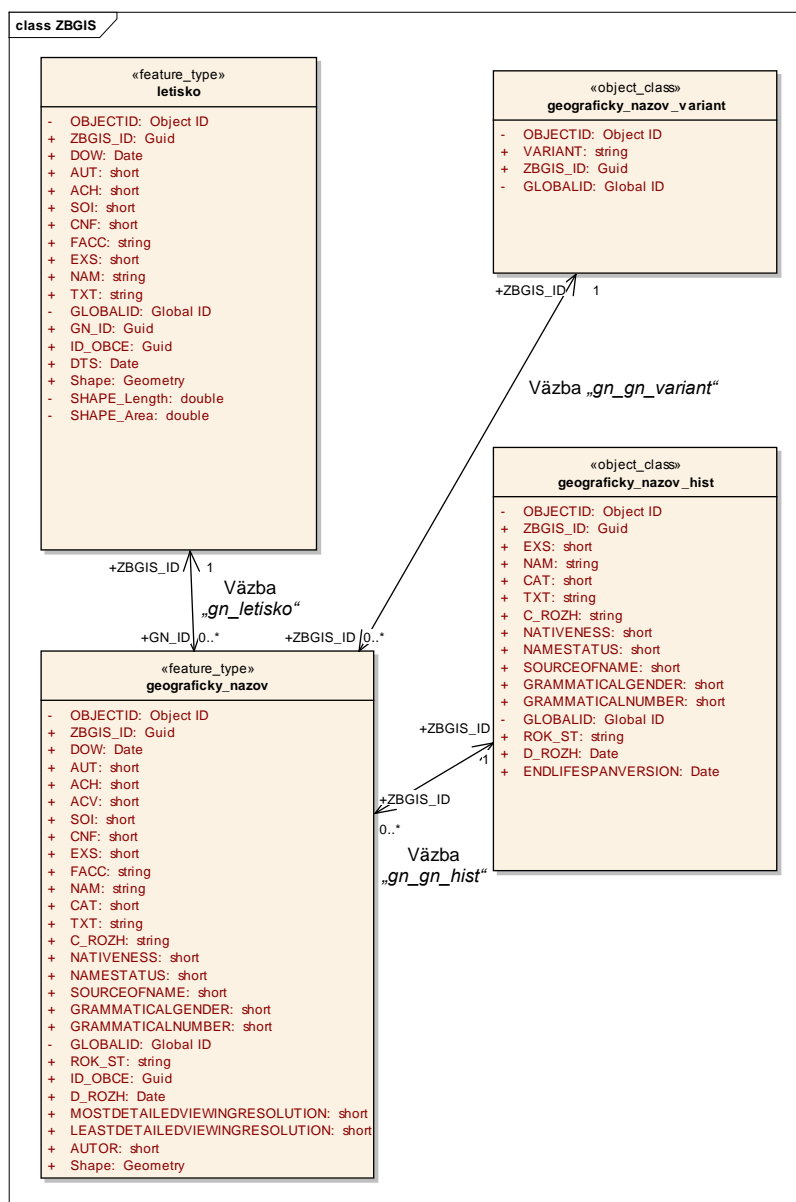 class ZBGIS
«feature_type»
letisko
- OBJECTID: Object ID
+ ZBGIS_ID: Guid
+ DOW: Date
+ AUT: short
+ ACH: short
+ SOI: short
+ CNF: short
+ FACC: string
+ EXS: short
+ NAM: string
+ TXT: string
- GLOBALID: Global ID
+ GN_ID: Guid
+ ID_OBCE: Guid
+ DTS: Date
+ Shape: Geometry
- SHAPE_Length: double
- SHAPE_Area: double
«object_class»
geograficky_nazov_variant
- OBJECTID: Object ID
+ VARIANT: string
+ ZBGIS_ID: Guid
- GLOBALID: Global ID
+ZBGIS_ID 1
Väzba „gn_gn_variant“
«object_class»
geograficky_nazov_hist
- OBJECTID: Object ID
+ ZBGIS_ID: Guid
+ EXS: short
+ NAM: string
+ CAT: short
+ TXT: string
+ C_ROZH: string
+ NATIVENESS: short
+ NAMESTATUS: short
+ SOURCEOFNAME: short
+ GRAMMATICALGENDER: short
+ GRAMMATICALNUMBER: short
- GLOBALID: Global ID
+ ROK_ST: string
+ D_ROZH: Date
+ ENDLIFESPANVERSION: Date
+ZBGIS_ID 1
Väzba
„gn_letisko“
+GN_ID 0..*
+ZBGIS_ID 0..*
«feature_type»
geograficky_nazov
- OBJECTID: Object ID
+ ZBGIS_ID: Guid
+ DOW: Date
+ AUT: short
+ ACH: short
+ ACV: short
+ SOI: short
+ CNF: short
+ EXS: short
+ FACC: string
+ NAM: string
+ CAT: short
+ TXT: string
+ C_ROZH: string
+ NATIVENESS: short
+ NAMESTATUS: short
+ SOURCEOFNAME: short
+ GRAMMATICALGENDER: short
+ GRAMMATICALNUMBER: short
- GLOBALID: Global ID
+ ROK_ST: string
+ ID_OBCE: Guid
+ D_ROZH: Date
+ MOSTDETAILEDVIEWINGRESOLUTION: short
+ LEASTDETAILEDVIEWINGRESOLUTION: short
+ AUTOR: short
+ Shape: Geometry
+ZBGIS_ID
1
+ZBGIS_ID
0..*
Väzba
„gn_gn_hist“